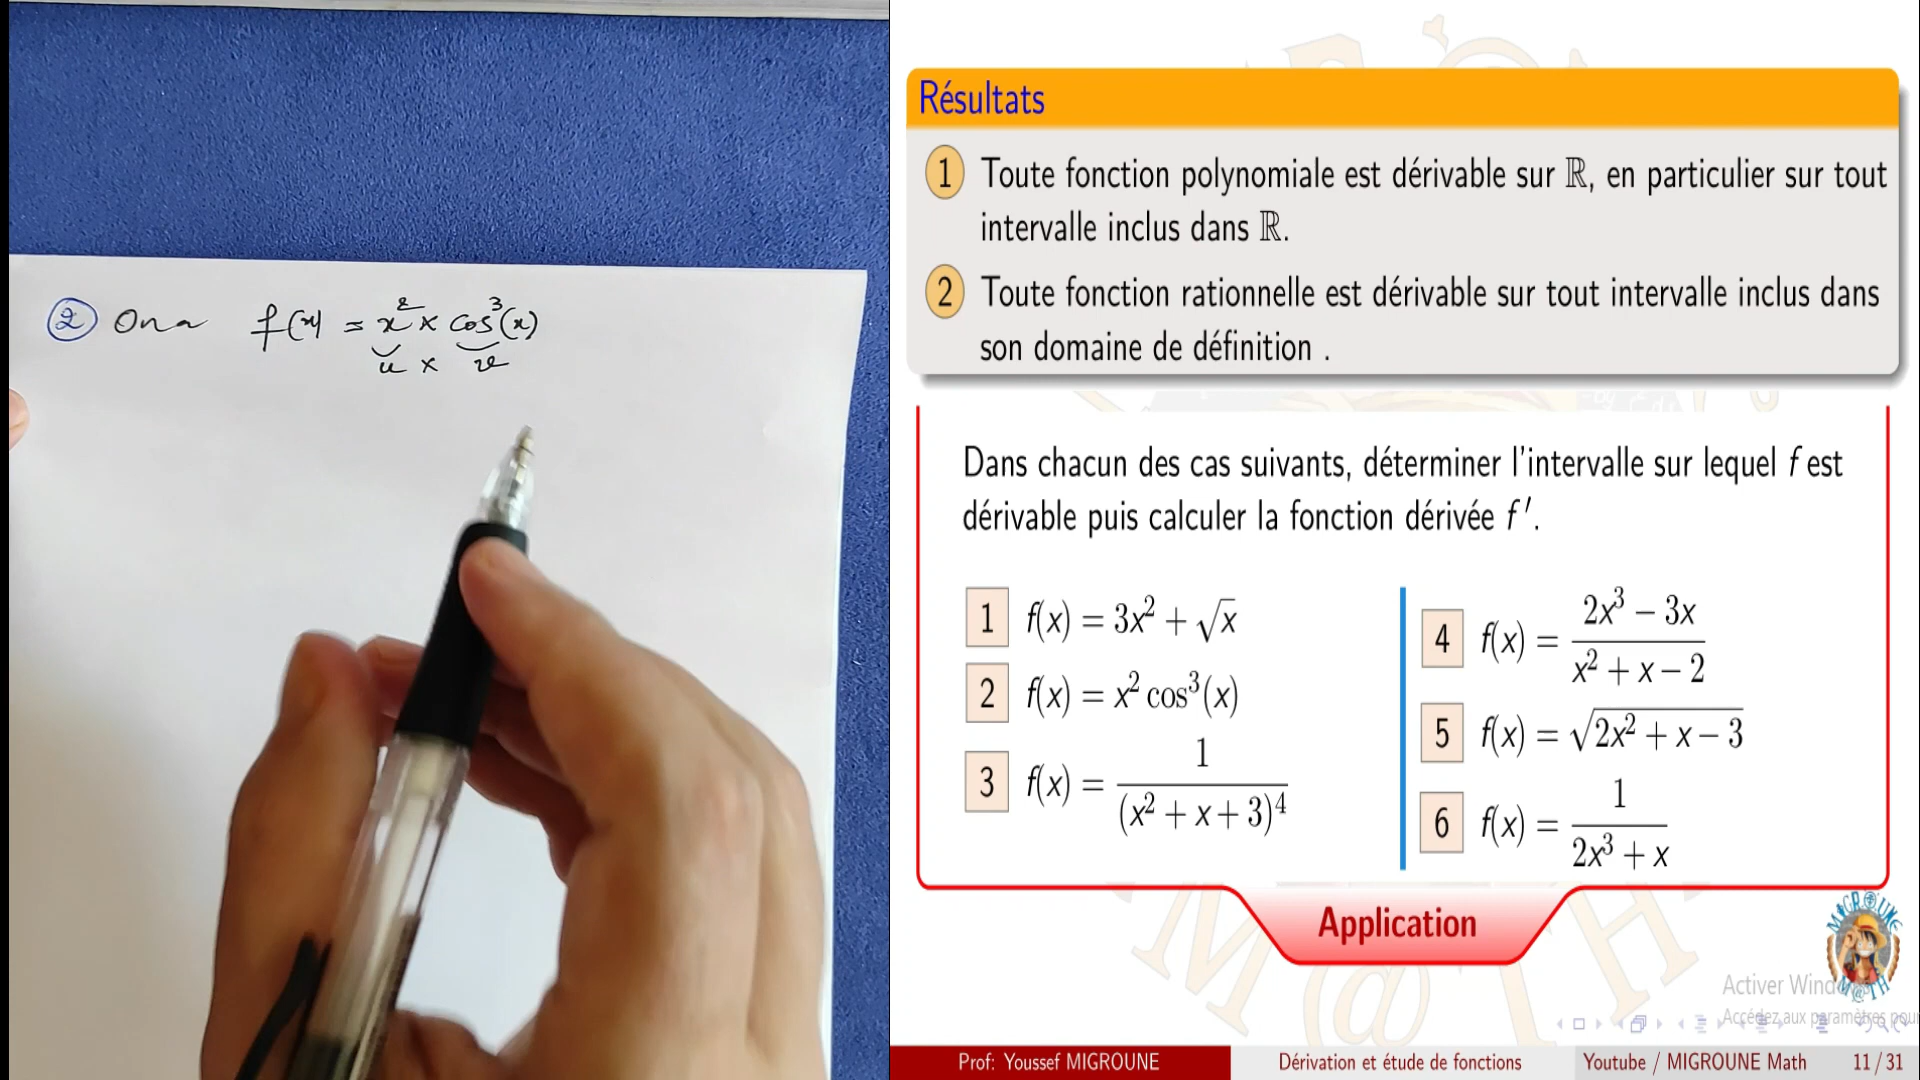 ② On a f(x) = x² × cos³(x)
u × v
Résultats
1 Toute fonction polynomiale est dérivable sur ℝ, en particulier sur tout
intervalle inclus dans ℝ.
2 Toute fonction rationnelle est dérivable sur tout intervalle inclus dans
son domaine de définition .
Dans chacun des cas suivants, déterminer l'intervalle sur lequel f est
dérivable puis calculer la fonction dérivée f ′.
1 f(x) = 3x² + √x
2 f(x) = x² cos³(x)
3 f(x) = 1/(x² + x + 3)⁴
4 f(x) = (2x³ − 3x)/(x² + x − 2)
5 f(x) = √(2x² + x − 3)
6 f(x) = 1/(2x³ + x)
Application
MIGROUNE
M@TH
Activer Wind
Accédez aux paramètres pou
Prof: Youssef MIGROUNE
Dérivation et étude de fonctions
Youtube / MIGROUNE Math
11 / 31